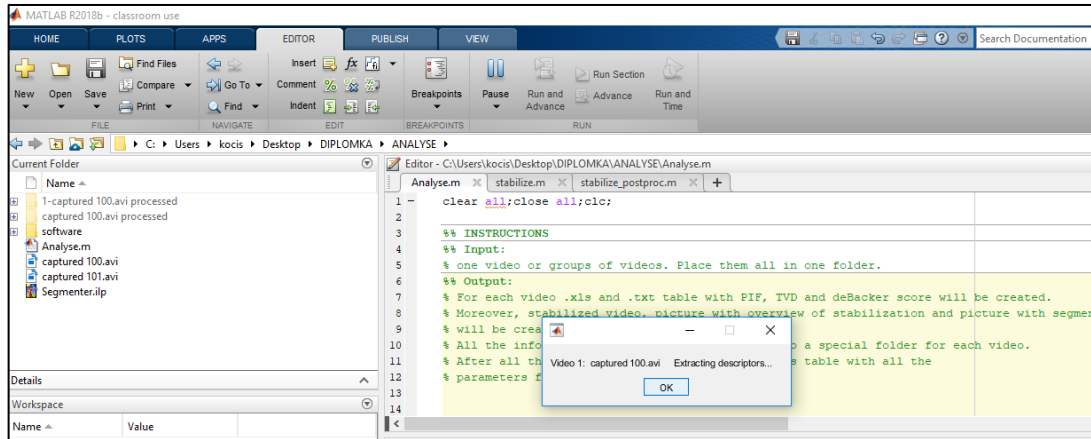 MATLAB R2018b - classroom use
HOME PLOTS APPS EDITOR PUBLISH VIEW Search Documentation
New Open Save Find Files Compare Print Go To Find Insert fx Comment Indent Breakpoints Pause Run and Advance Run Section Advance Run and Time
FILE NAVIGATE EDIT BREAKPOINTS RUN
C: Users kocis Desktop DIPLOMKA ANALYSE
Current Folder
Name
1-captured 100.avi processed
captured 100.avi processed
software
Analyse.m
captured 100.avi
captured 101.avi
Segmenter.ilp
Details
Workspace
Name Value
Editor - C:\Users\kocis\Desktop\DIPLOMKA\ANALYSE\Analyse.m
Analyse.m stabilize.m stabilize_postproc.m +
1 - clear all;close all;clc;
2
3 %% INSTRUCTIONS
4 %% Input:
5 % one video or groups of videos. Place them all in one folder.
6 %% Output:
7 % For each video .xls and .txt table with PIF, TVD and deBacker score will be created.
8 % Moreover, stabilized video, picture with overview of stabilization and picture with segmen
9 % will be crea
10 % All the info o a special folder for each video.
11 % After all th s table with all the
12 % parameters f
13
14
Video 1: captured 100.avi Extracting descriptors...
OK